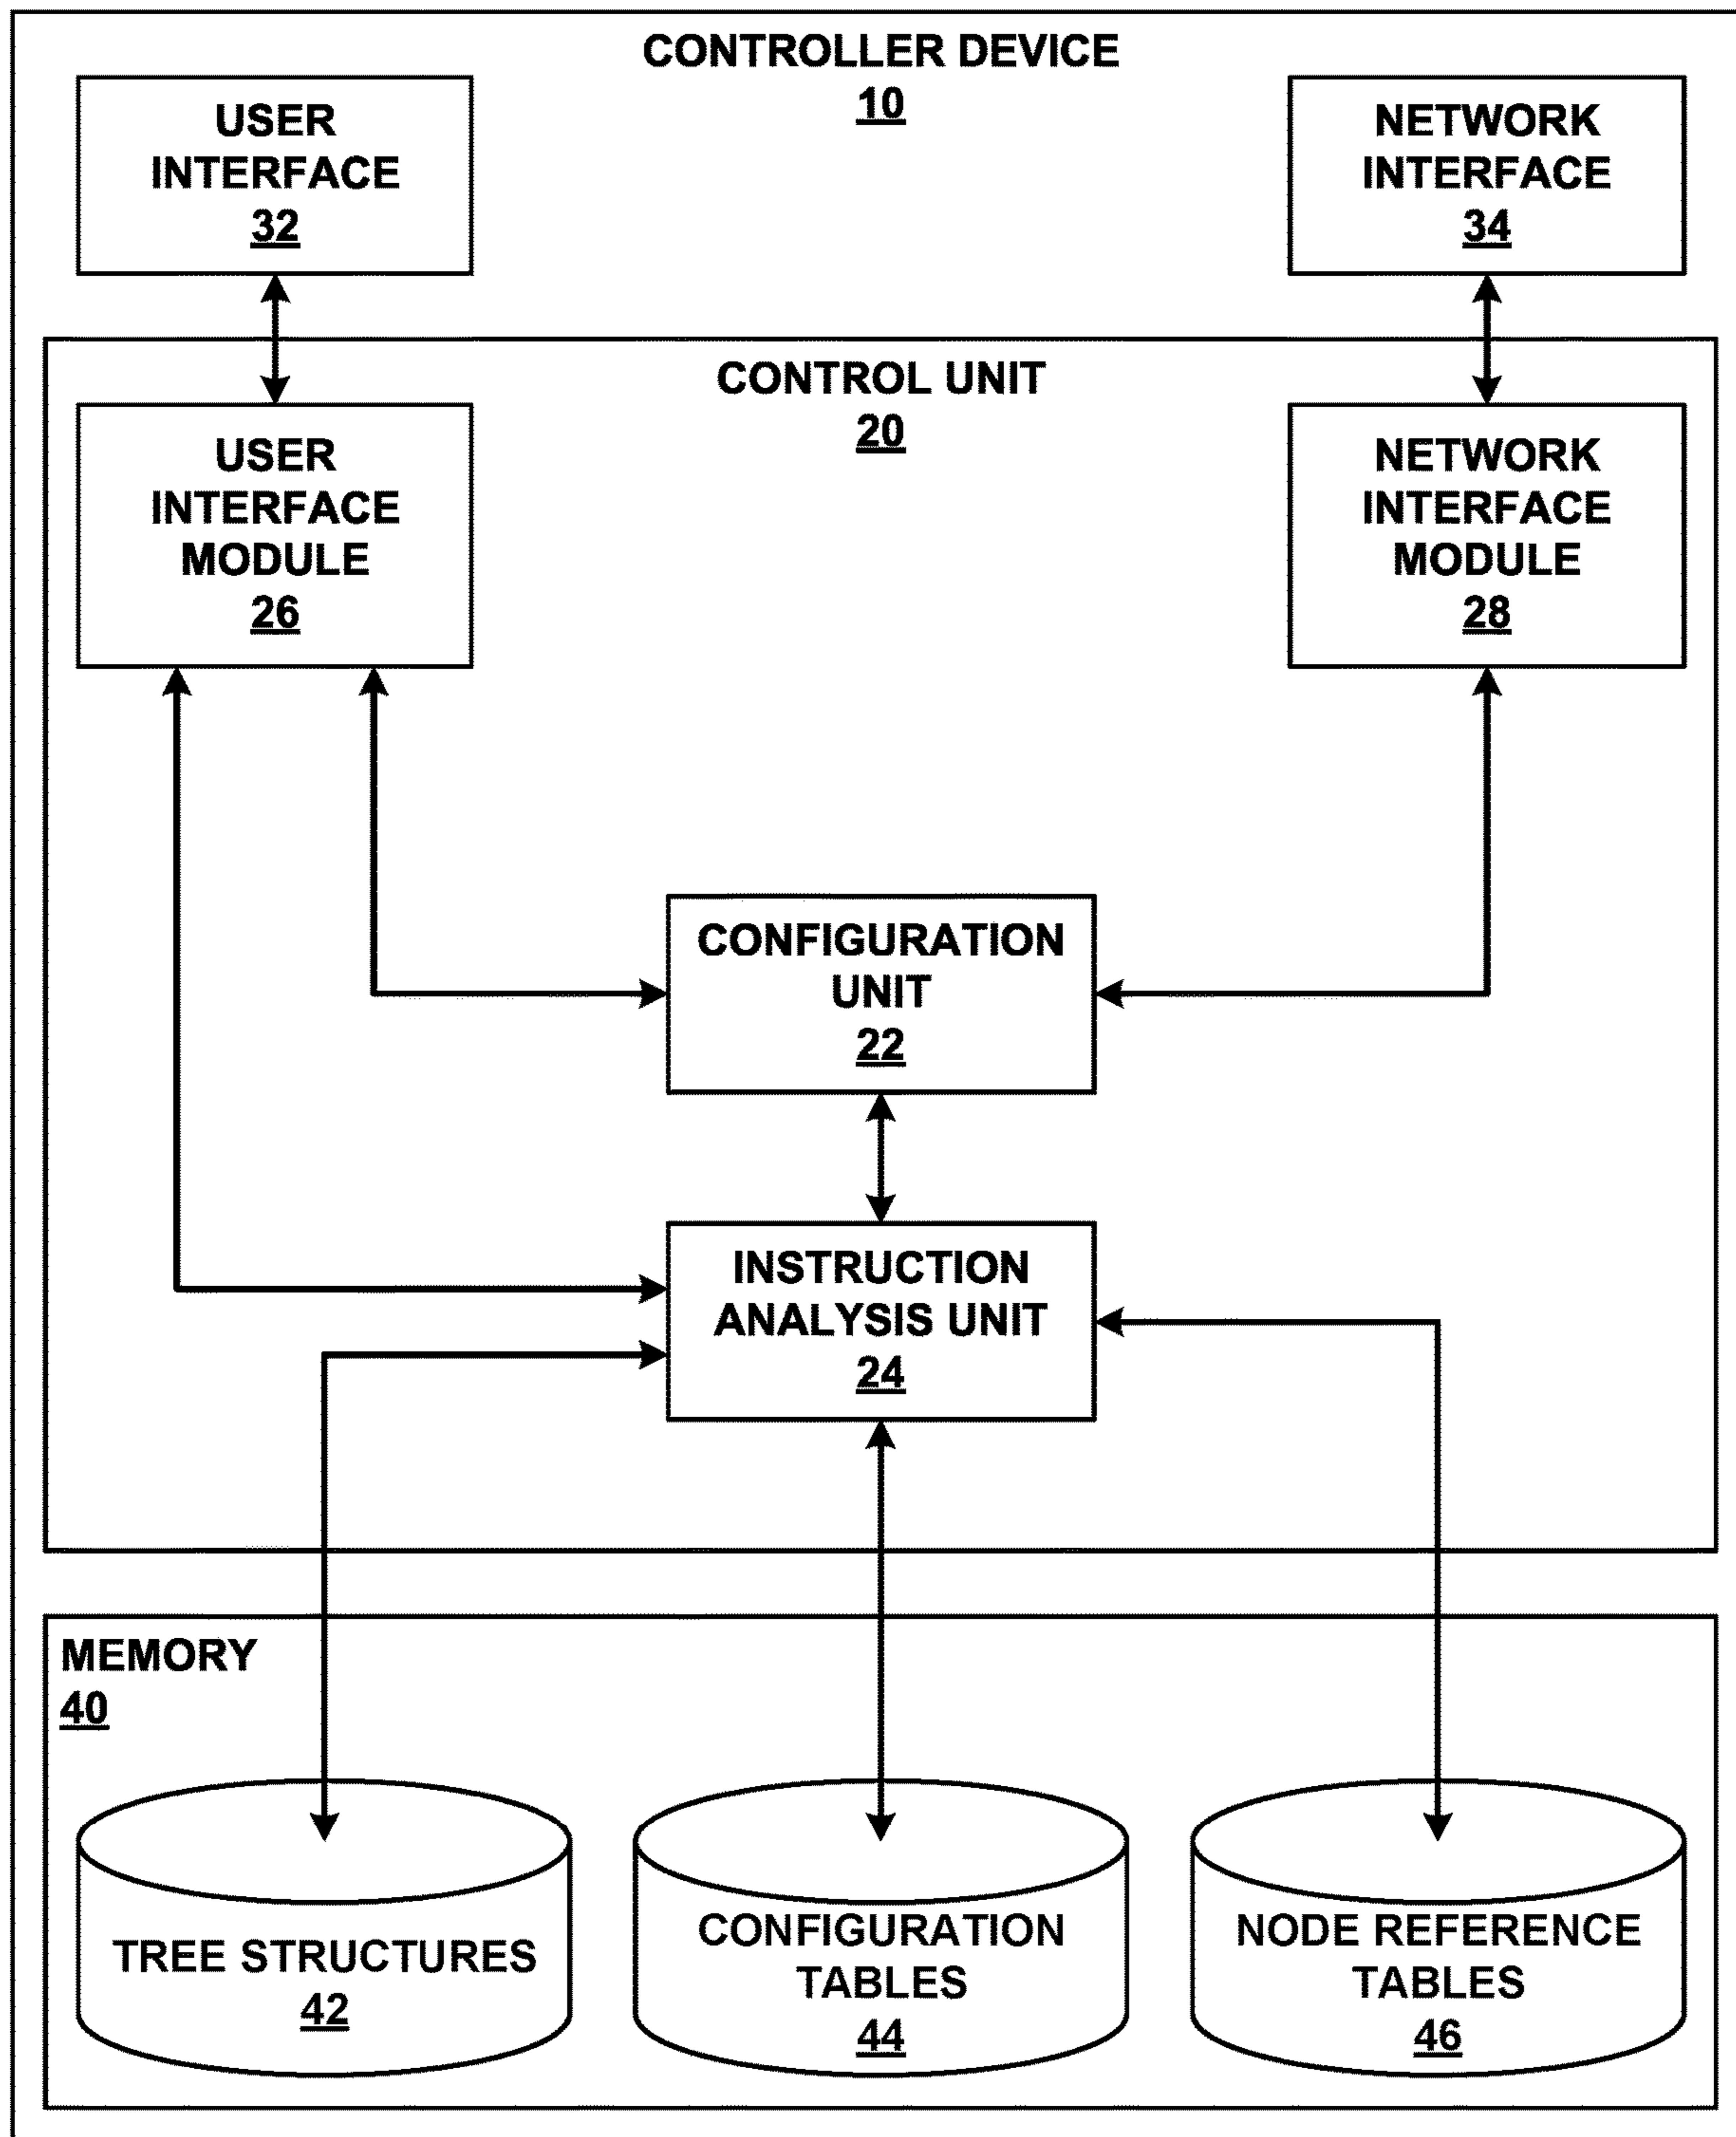 CONTROLLER DEVICE
10
USER
INTERFACE
32
NETWORK
INTERFACE
34
CONTROL UNIT
20
USER
INTERFACE
MODULE
26
NETWORK
INTERFACE
MODULE
28
CONFIGURATION
UNIT
22
INSTRUCTION
ANALYSIS UNIT
24
MEMORY
40
TREE STRUCTURES
42
CONFIGURATION
TABLES
44
NODE REFERENCE
TABLES
46